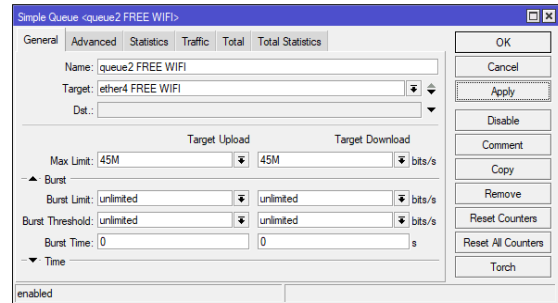 Simple Queue <queue2 FREE WIFI>
General Advanced Statistics Traffic Total Total Statistics
Name: queue2 FREE WIFI
Target: ether4 FREE WIFI
Dst.:
Target Upload Target Download
Max Limit: 45M 45M bits/s
Burst
Burst Limit: unlimited unlimited bits/s
Burst Threshold: unlimited unlimited bits/s
Burst Time: 0 0 s
Time
enabled
OK
Cancel
Apply
Disable
Comment
Copy
Remove
Reset Counters
Reset All Counters
Torch